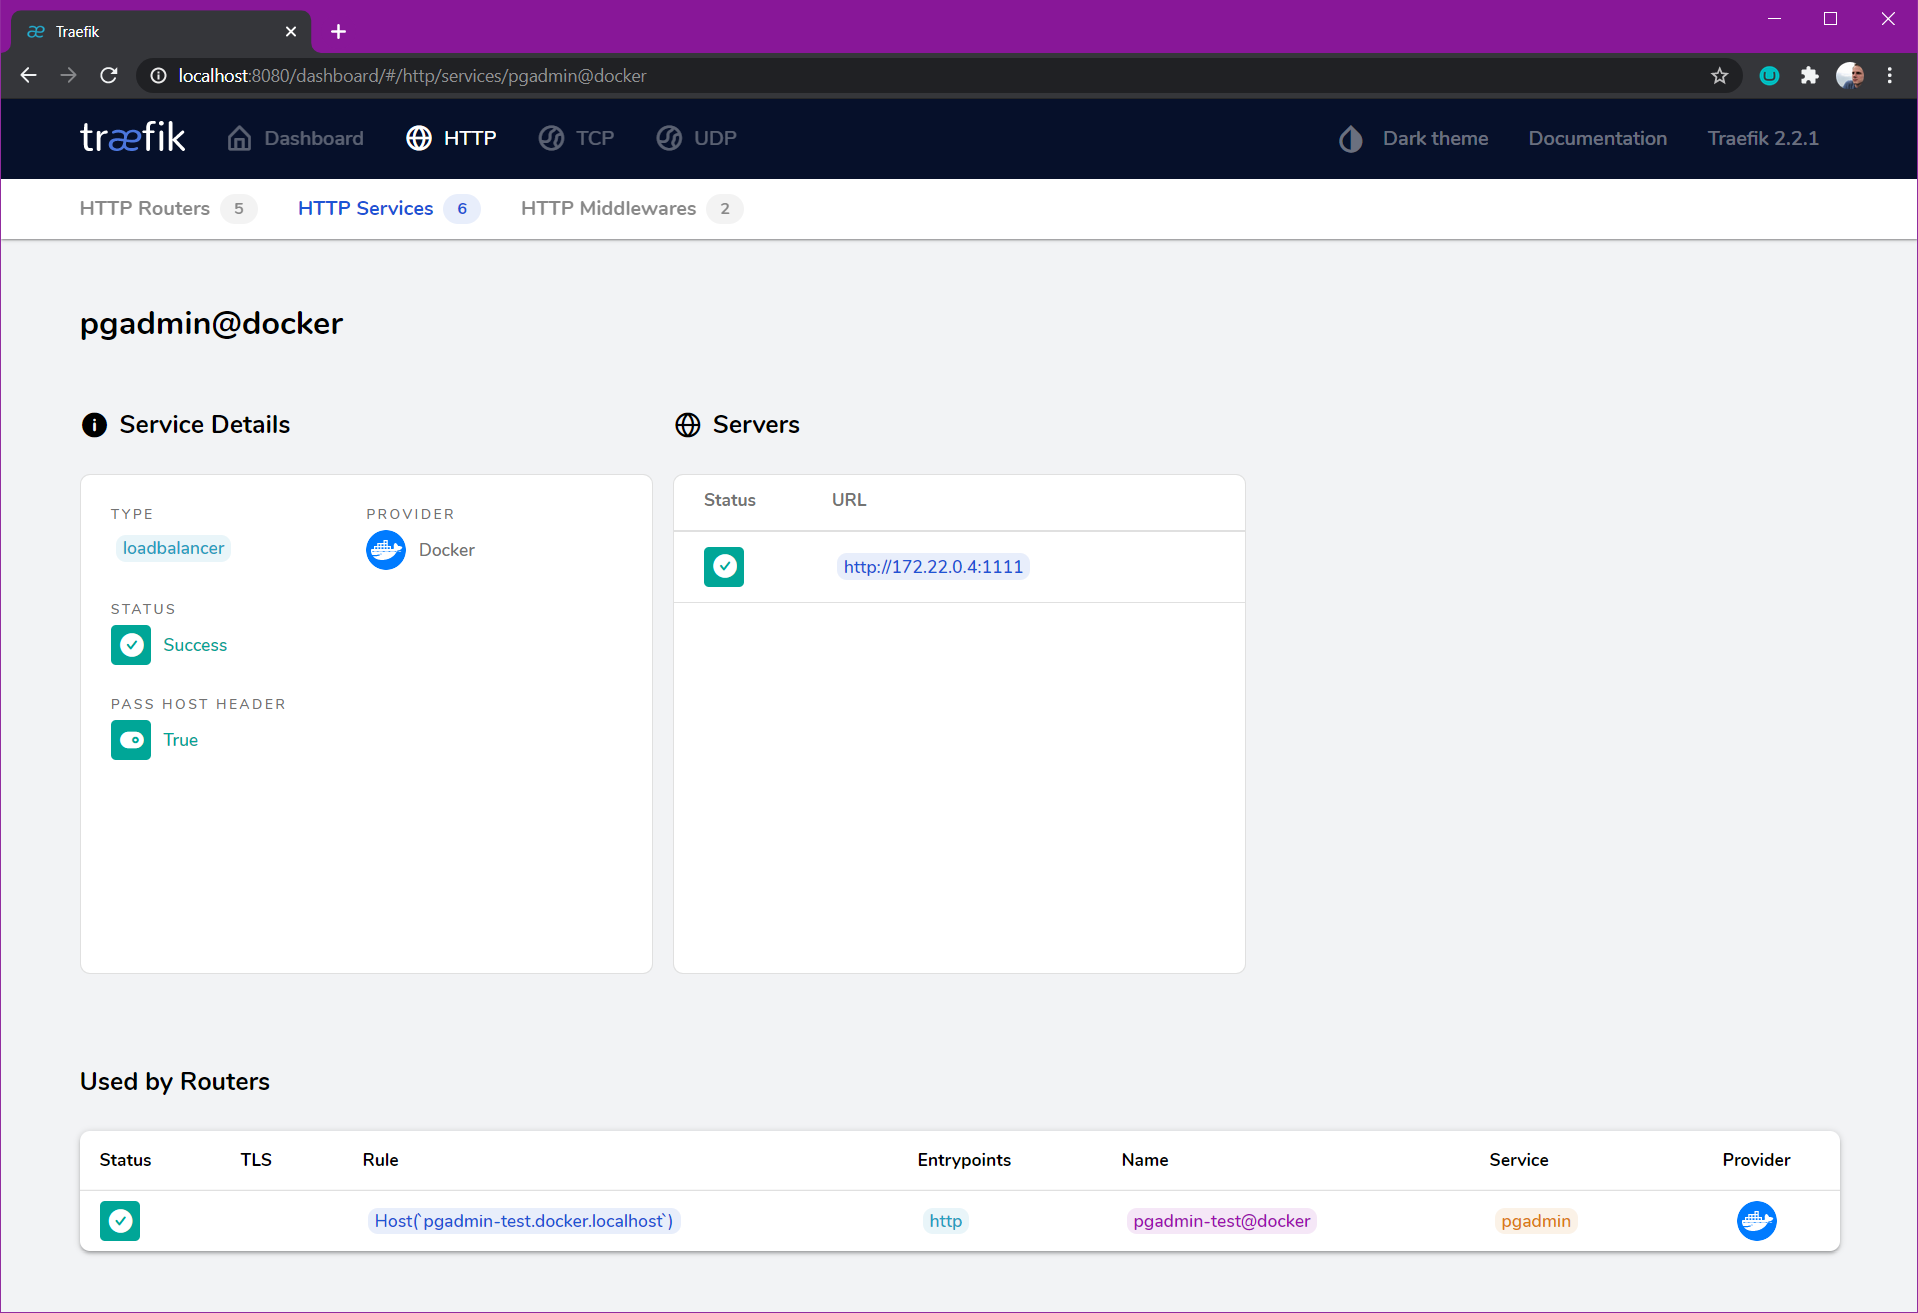 Traefik
localhost:8080/dashboard/#/http/services/pgadmin@docker
træfik Dashboard HTTP TCP UDP Dark theme Documentation Traefik 2.2.1
HTTP Routers 5 HTTP Services 6 HTTP Middlewares 2
pgadmin@docker
Service Details
TYPE PROVIDER
loadbalancer Docker
STATUS
Success
PASS HOST HEADER
True
Servers
Status URL
http://172.22.0.4:1111
Used by Routers
Status TLS Rule Entrypoints Name Service Provider
Host(`pgadmin-test.docker.localhost`) http pgadmin-test@docker pgadmin